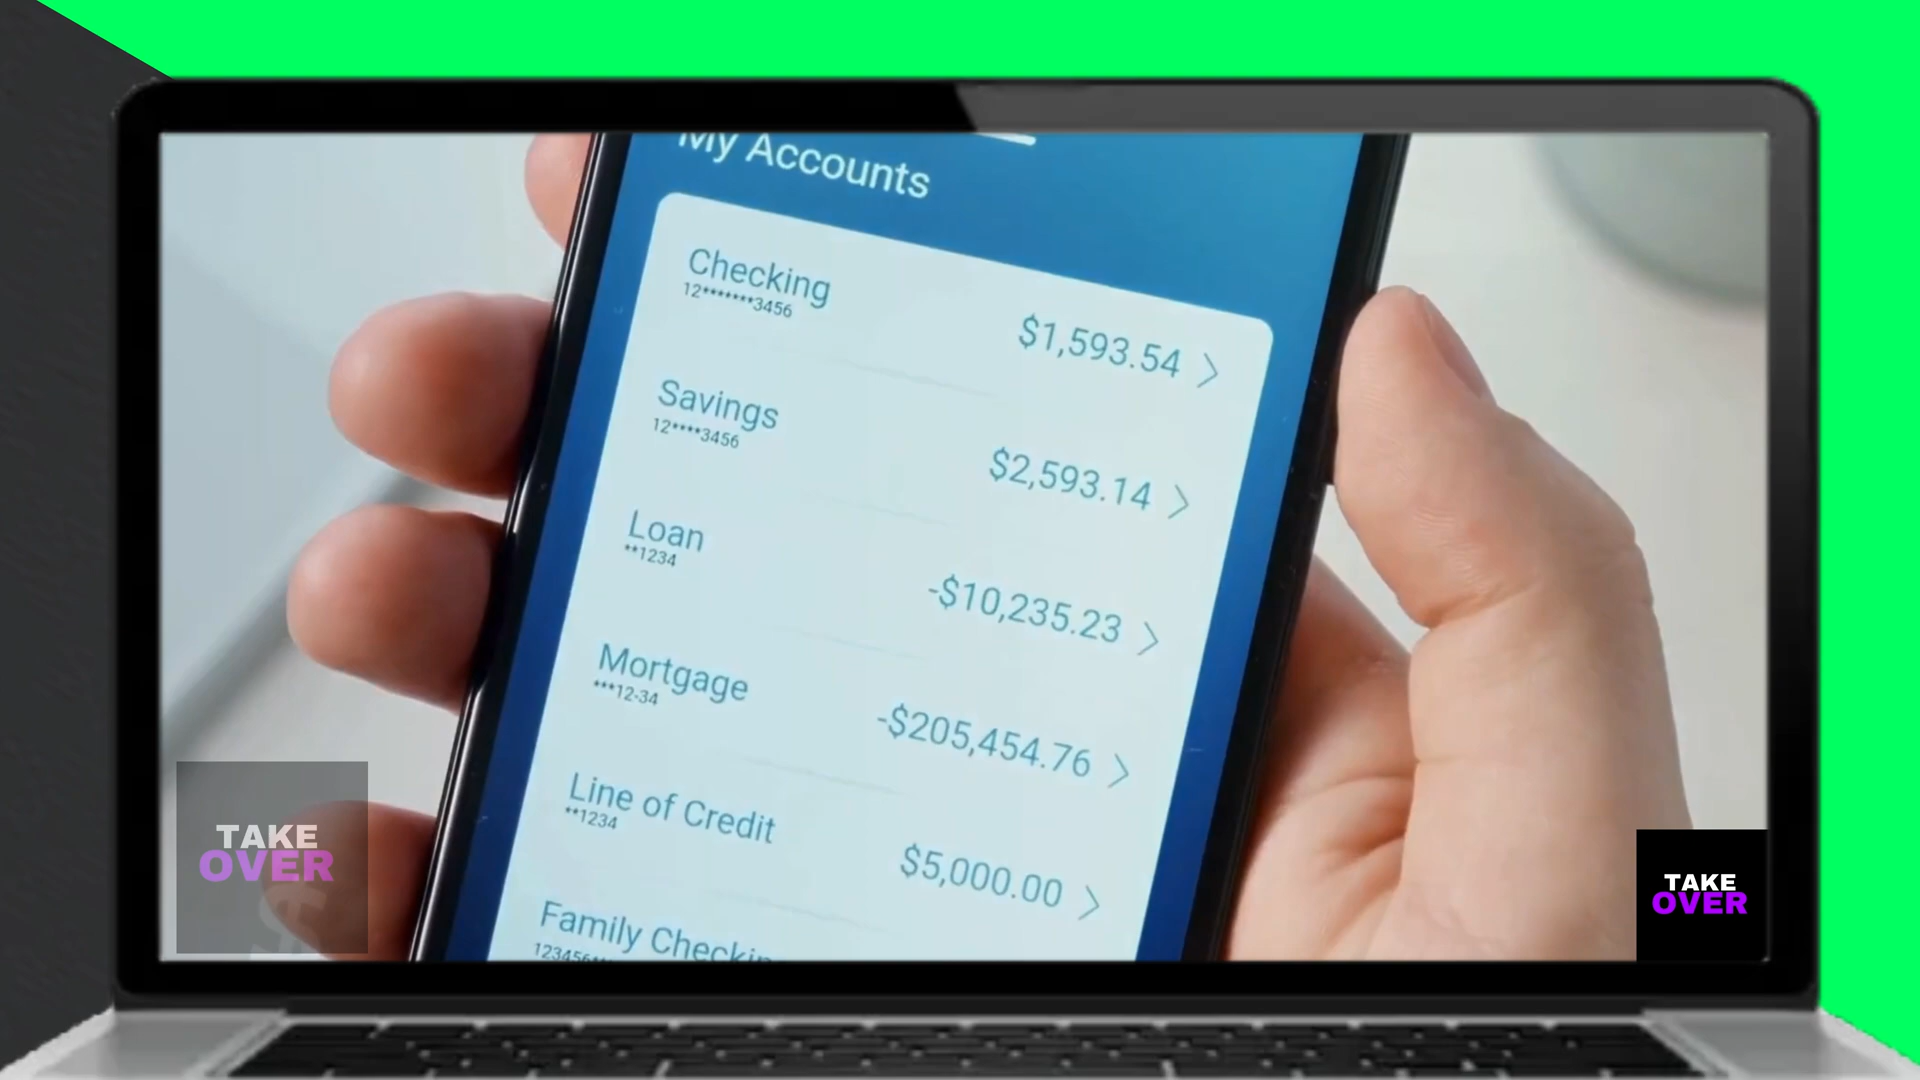 My Accounts
Checking
12*******3456
$1,593.54
Savings
12****3456
$2,593.14
Loan
**1234
-$10,235.23
Mortgage
***12-34
-$205,454.76
Line of Credit
**1234
$5,000.00
Family
TAKE
OVER
TAKE
OVER